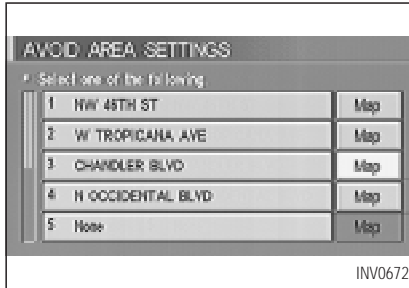 AVOID AREA SETTINGS
Select one of the following.
1 NW 45TH ST Map
2 W TROPICANA AVE Map
3 CHANDLER BLVD Map
4 N OCCIDENTAL BLVD Map
5 None Map
INV0672